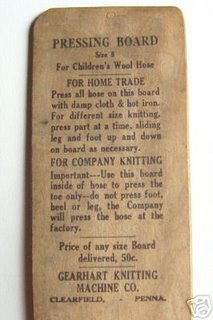 PRESSING BOARD
Size 8
For Children's Wool Hose
FOR HOME TRADE
Press all hose on this board
with damp cloth & hot iron.
For different size knitting,
press part at a time, sliding
leg and foot up and down
on board as necessary.
FOR COMPANY KNITTING
Important---Use this board
inside of hose to press the
toe only--do not press foot,
heel or leg, the Company
will press the hose at the
factory.
Price of any size Board
delivered, 50c.
GEARHART KNITTING
MACHINE CO.
CLEARFIELD, - PENNA.